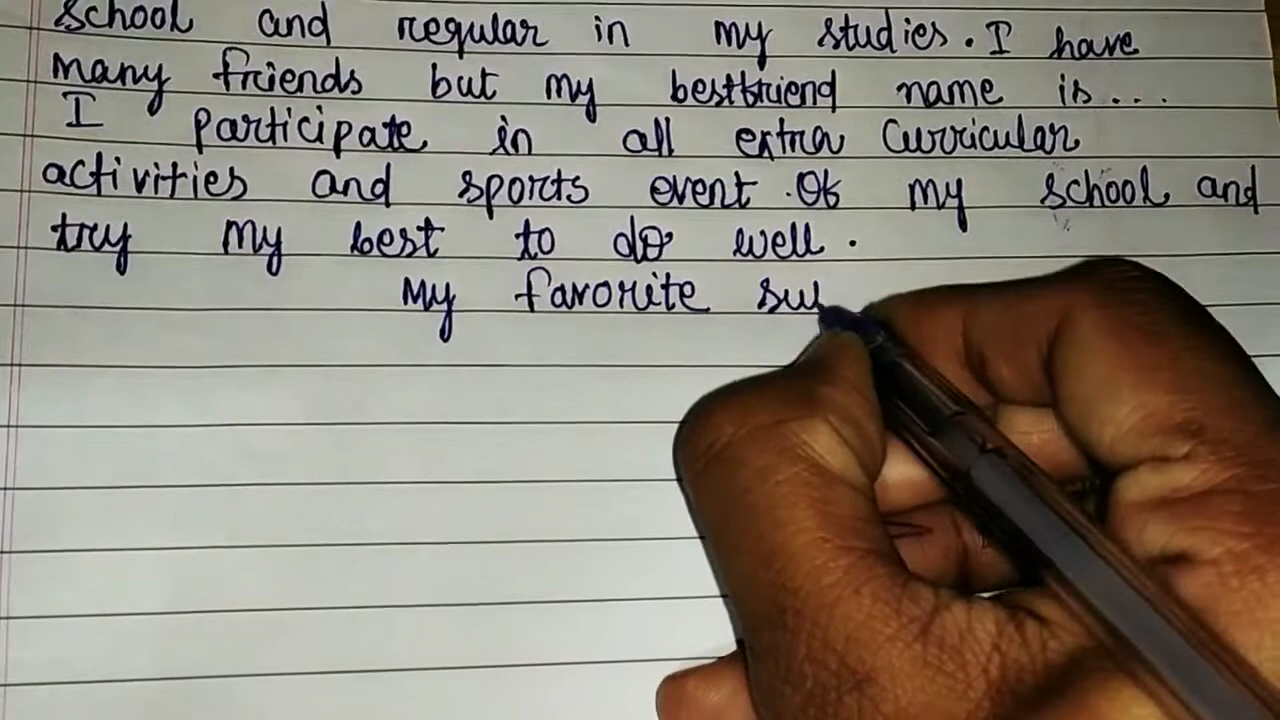 school and regular in my studies. I have
many friends but my bestfriend name is...
I participate in all extra Curricular
activities and sports event. Of my school and
try my best to do well.
My favorite su